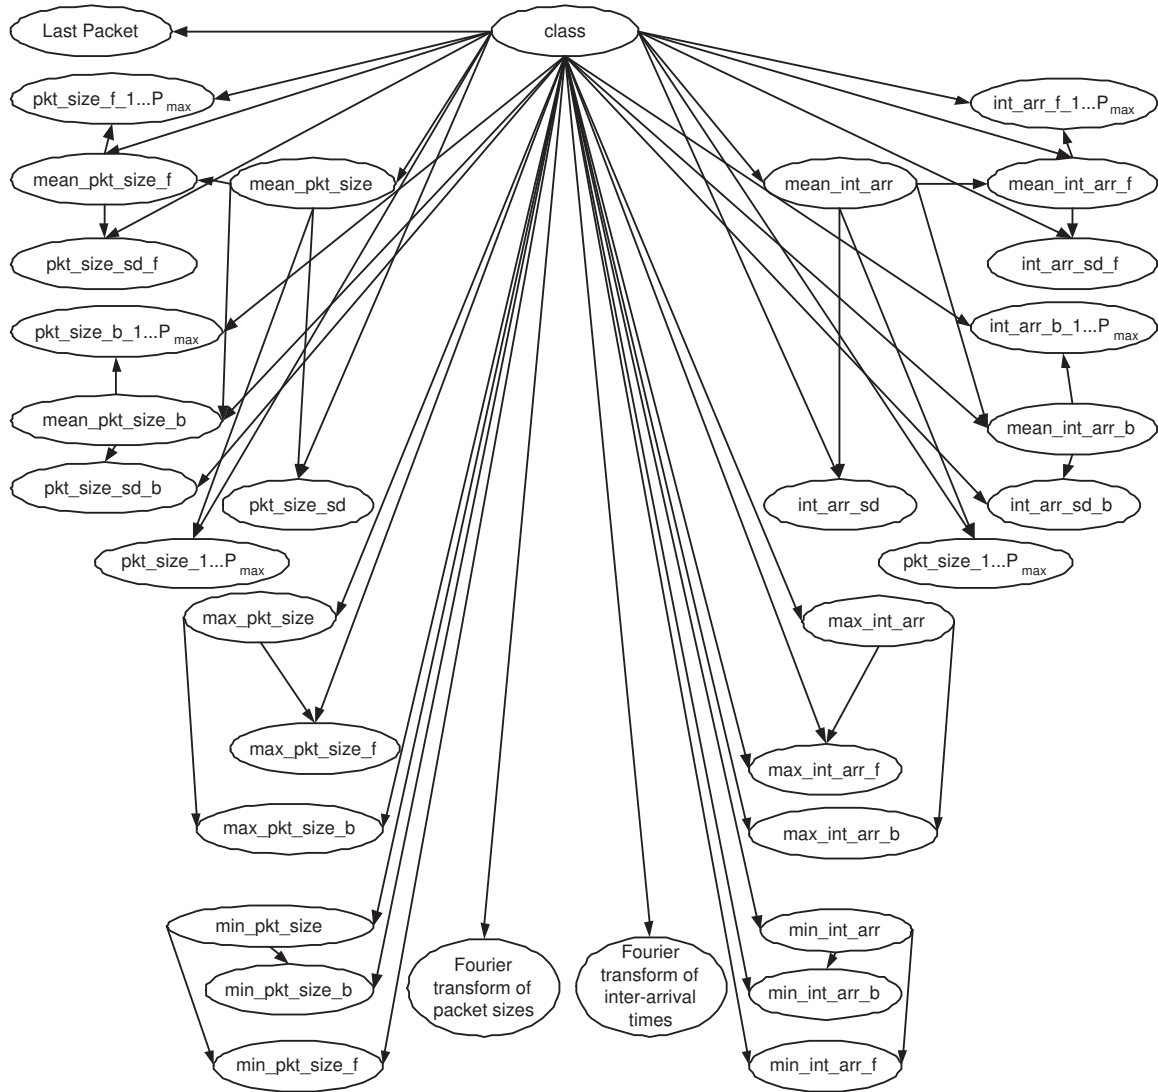 Last Packet
class
pkt_size_f_1...Pmax
int_arr_f_1...Pmax
mean_pkt_size_f
mean_pkt_size
mean_int_arr
mean_int_arr_f
pkt_size_sd_f
int_arr_sd_f
pkt_size_b_1...Pmax
int_arr_b_1...Pmax
mean_pkt_size_b
mean_int_arr_b
pkt_size_sd_b
pkt_size_sd
int_arr_sd
int_arr_sd_b
pkt_size_1...Pmax
pkt_size_1...Pmax
max_pkt_size
max_int_arr
max_pkt_size_f
max_int_arr_f
max_pkt_size_b
max_int_arr_b
min_pkt_size
min_int_arr
Fourier
transform of
packet sizes
Fourier
transform of
inter-arrival
times
min_pkt_size_b
min_int_arr_b
min_pkt_size_f
min_int_arr_f